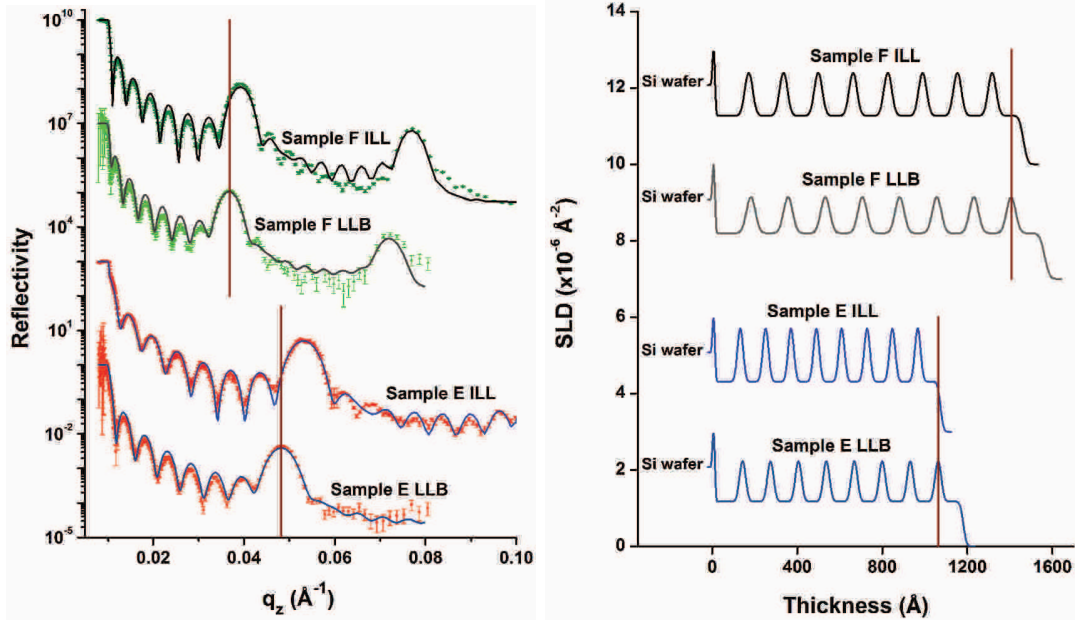 10^10
10^7
10^4
10^1
10^-2
10^-5
Reflectivity
Sample F ILL
Sample F LLB
Sample E ILL
Sample E LLB
0.02
0.04
0.06
0.08
0.10
q_z (Å^-1)
14
12
10
8
6
4
2
0
SLD (x10^-6 Å^-2)
Sample F ILL
Si wafer
Sample F LLB
Si wafer
Sample E ILL
Si wafer
Sample E LLB
Si wafer
0
400
800
1200
1600
Thickness (Å)